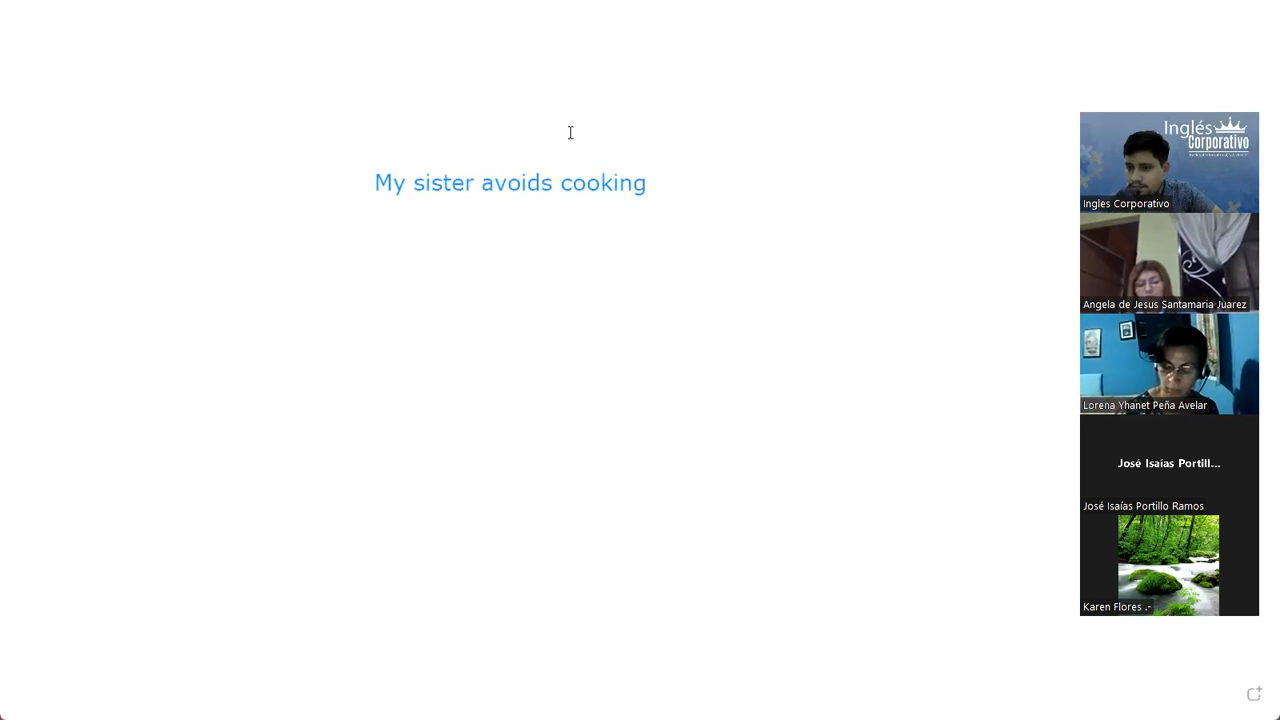 My sister avoids cooking
Inglés
Corporativo
Ingles Corporativo
Angela de Jesus Santamaria Juarez
Lorena Yhanet Peña Avelar
José Isaías Portill...
José Isaías Portillo Ramos
Karen Flores .-